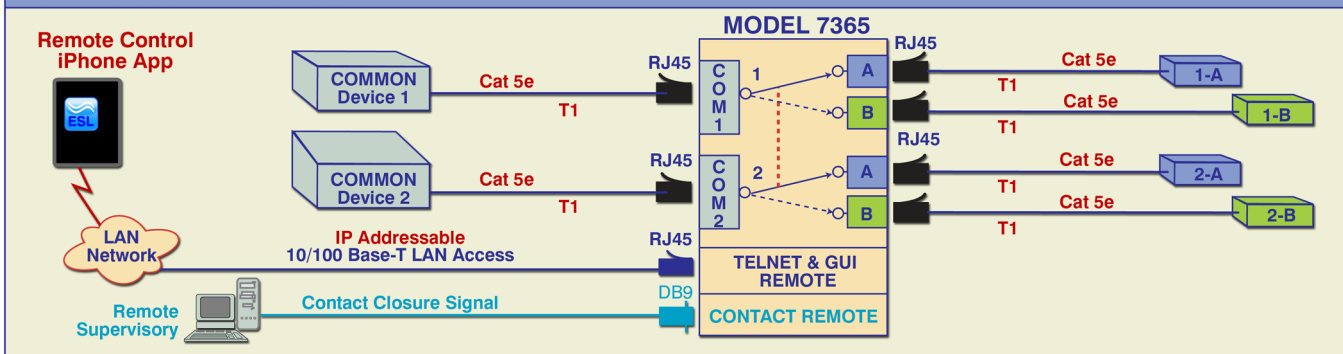 MODEL 7365
Remote Control
iPhone App
ESL
LAN
Network
COMMON
Device 1
Cat 5e
T1
RJ45
COMMON
Device 2
Cat 5e
T1
RJ45
IP Addressable
10/100 Base-T LAN Access
RJ45
Remote
Supervisory
Contact Closure Signal
DB9
C
O
M
1
1
A
B
C
O
M
2
2
A
B
TELNET & GUI
REMOTE
CONTACT REMOTE
RJ45
Cat 5e
T1
1-A
Cat 5e
T1
1-B
RJ45
Cat 5e
T1
2-A
Cat 5e
T1
2-B